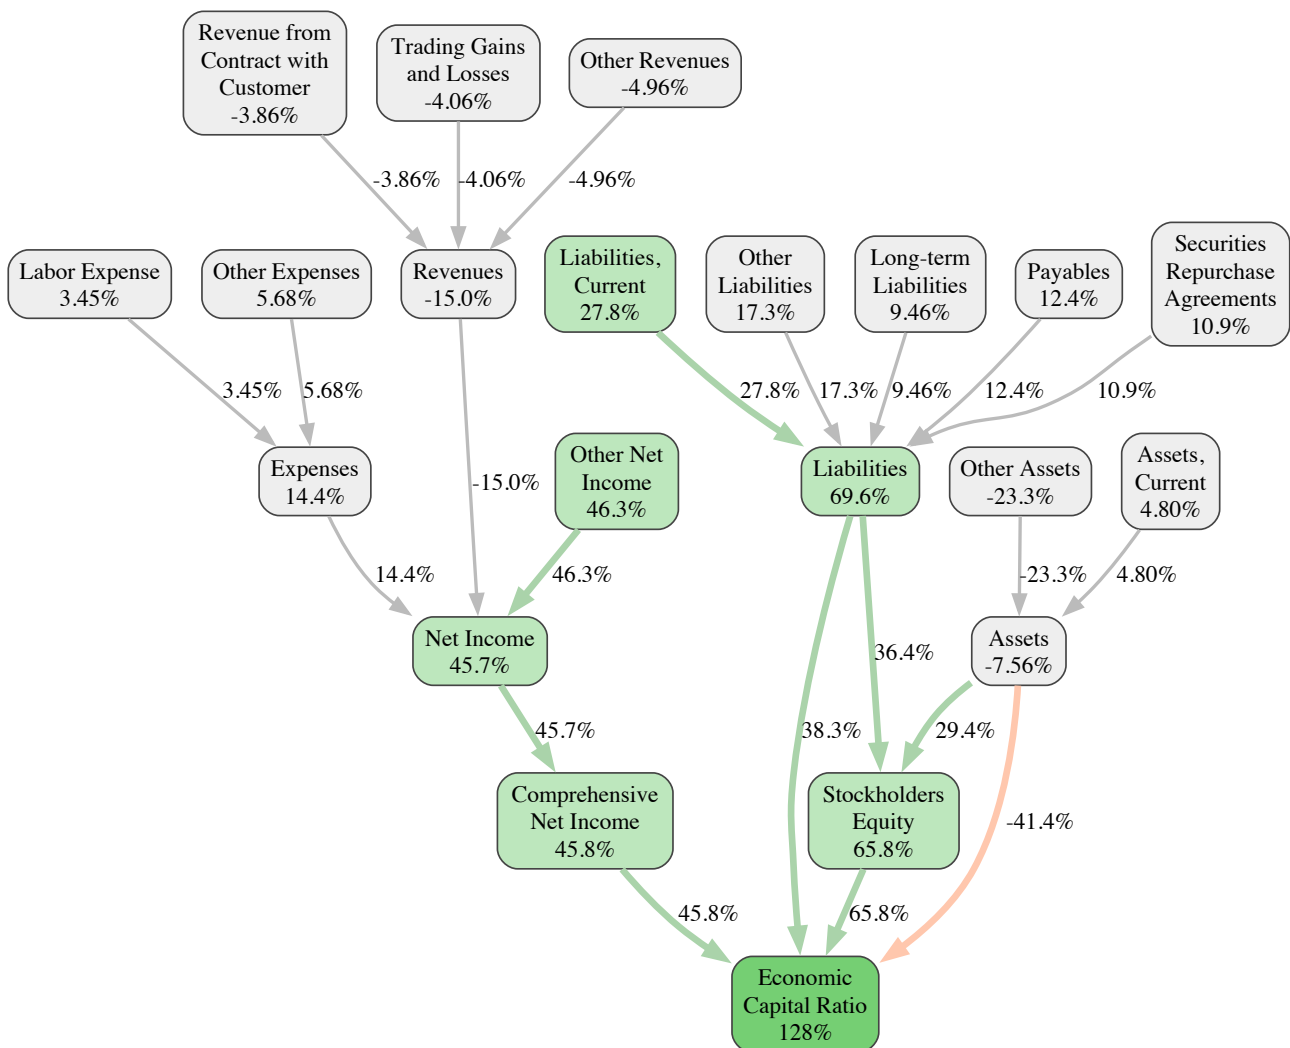 Revenue from
Contract with
Customer
-3.86%
Trading Gains
and Losses
-4.06%
Other Revenues
-4.96%
-3.86%
-4.06%
-4.96%
Labor Expense
3.45%
Other Expenses
5.68%
Revenues
-15.0%
Liabilities,
Current
27.8%
Other
Liabilities
17.3%
Long-term
Liabilities
9.46%
Payables
12.4%
Securities
Repurchase
Agreements
10.9%
3.45%
5.68%
27.8%
17.3%
9.46%
12.4%
10.9%
Expenses
14.4%
-15.0%
Other Net
Income
46.3%
Liabilities
69.6%
Other Assets
-23.3%
Assets,
Current
4.80%
14.4%
46.3%
-23.3%
4.80%
Net Income
45.7%
36.4%
Assets
-7.56%
45.7%
38.3%
29.4%
Comprehensive
Net Income
45.8%
Stockholders
Equity
65.8%
-41.4%
45.8%
65.8%
Economic
Capital Ratio
128%